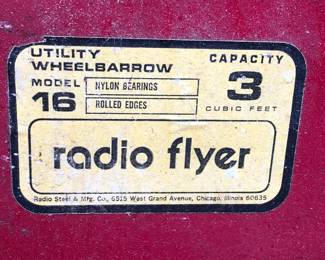 UTILITY
WHEELBARROW
MODEL
16
NYLON BEARINGS
ROLLED EDGES
CAPACITY
3
CUBIC FEET
radio flyer
Radio Steel & Mfg. Co., 6515 West Grand Avenue, Chicago, Illinois 60635